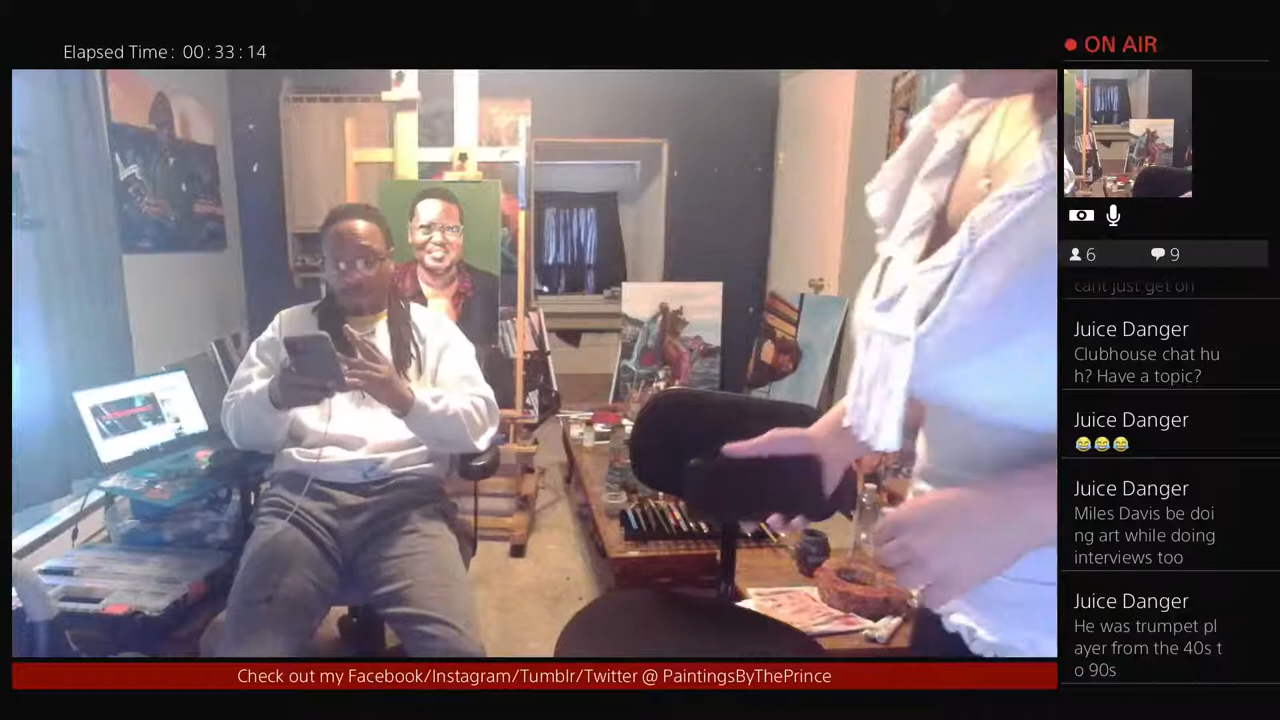 Elapsed Time: 00:33:14
ON AIR
6
9
cant just get on
Juice Danger
Clubhouse chat hu
h? Have a topic?
Juice Danger
😂😂😂
Juice Danger
Miles Davis be doi
ng art while doing
interviews too
Juice Danger
He was trumpet pl
ayer from the 40s t
o 90s
Check out my Facebook/Instagram/Tumblr/Twitter @ PaintingsByThePrince